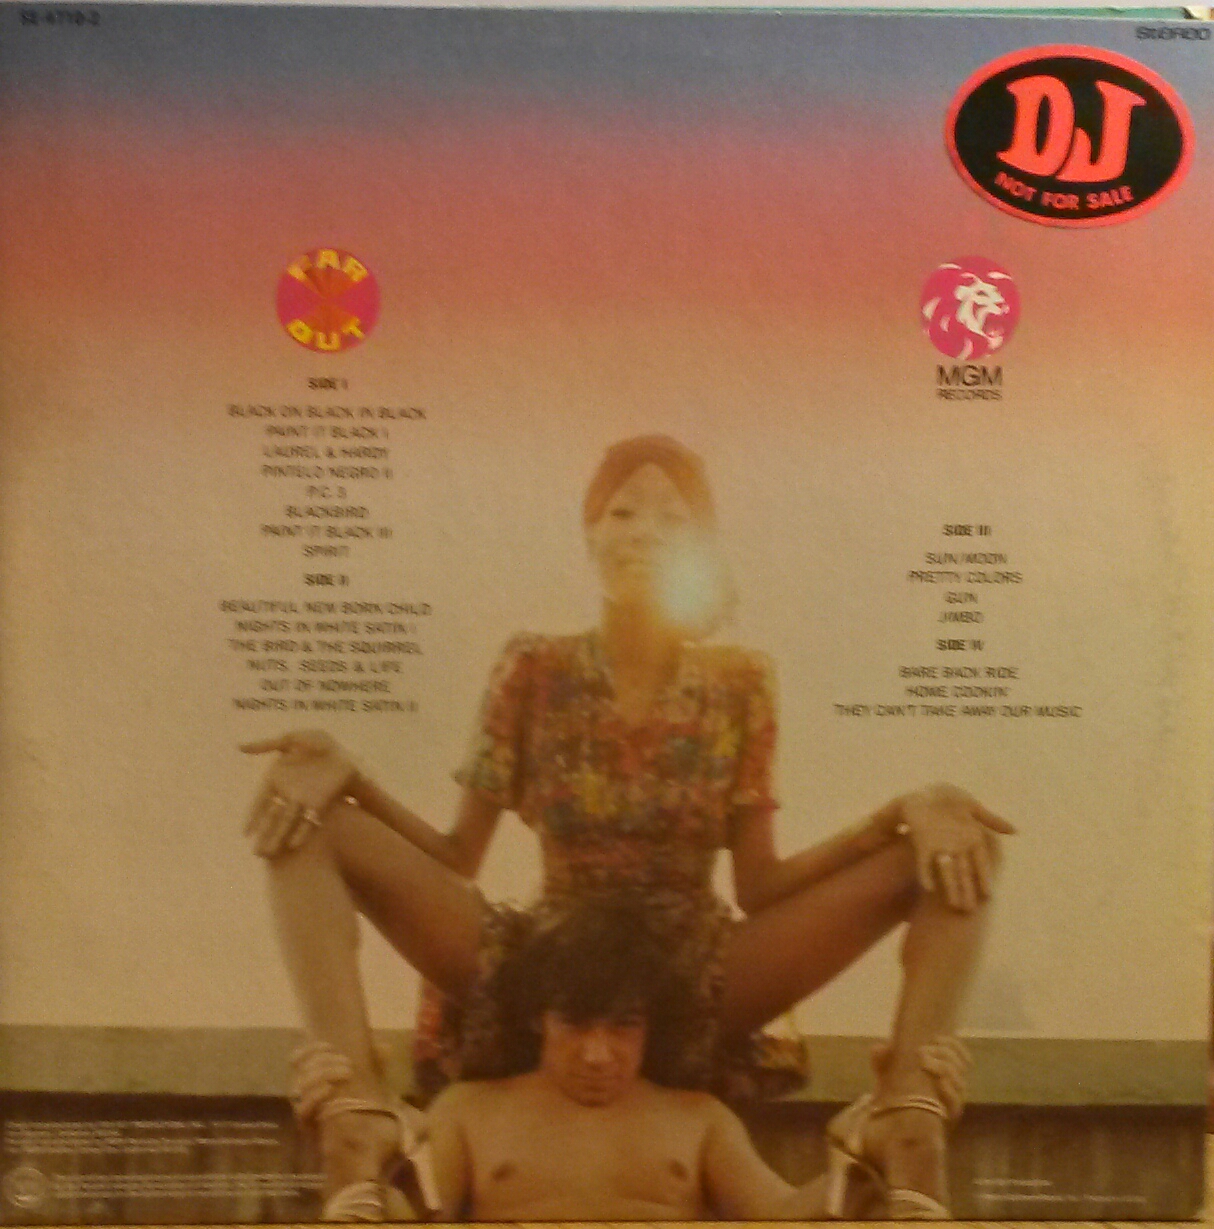 SE-4710-2
STEREO
DJ
NOT FOR SALE
FAR
OUT
MGM
RECORDS
SIDE I
BLACK ON BLACK IN BLACK
PAINT IT BLACK I
LAUREL & HARDY
PINTELO NEGRO II
P.C. 3
BLACKBIRD
PAINT IT BLACK III
SPIRIT
SIDE II
BEAUTIFUL NEW BORN CHILD
NIGHTS IN WHITE SATIN I
THE BIRD & THE SQUIRREL
NUTS, SEEDS & LIFE
OUT OF NOWHERE
NIGHTS IN WHITE SATIN II
SIDE III
SUN/MOON
PRETTY COLORS
GUN
JIMBO
SIDE IV
BARE BACK RIDE
HOME COOKIN'
THEY CAN'T TAKE AWAY OUR MUSIC